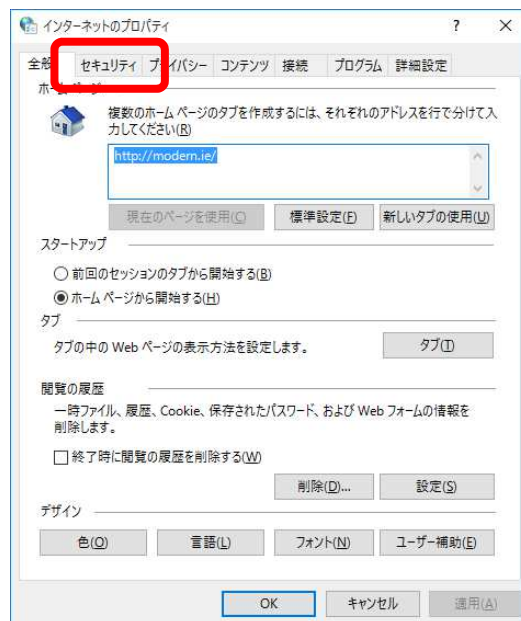 インターネットのプロパティ ? ×
全般 セキュリティ プライバシー コンテンツ 接続 プログラム 詳細設定
ホーム ページ
複数のホーム ページのタブを作成するには、それぞれのアドレスを行で分けて入
力してください(R)
http://modern.ie/
現在のページを使用(C) 標準設定(F) 新しいタブの使用(U)
スタートアップ
前回のセッションのタブから開始する(B)
ホーム ページから開始する(H)
タブ
タブの中の Web ページの表示方法を設定します。 タブ(T)
閲覧の履歴
一時ファイル、履歴、Cookie、保存されたパスワード、および Web フォームの情報を
削除します。
終了時に閲覧の履歴を削除する(W)
削除(D)... 設定(S)
デザイン
色(O) 言語(L) フォント(N) ユーザー補助(E)
OK キャンセル 適用(A)